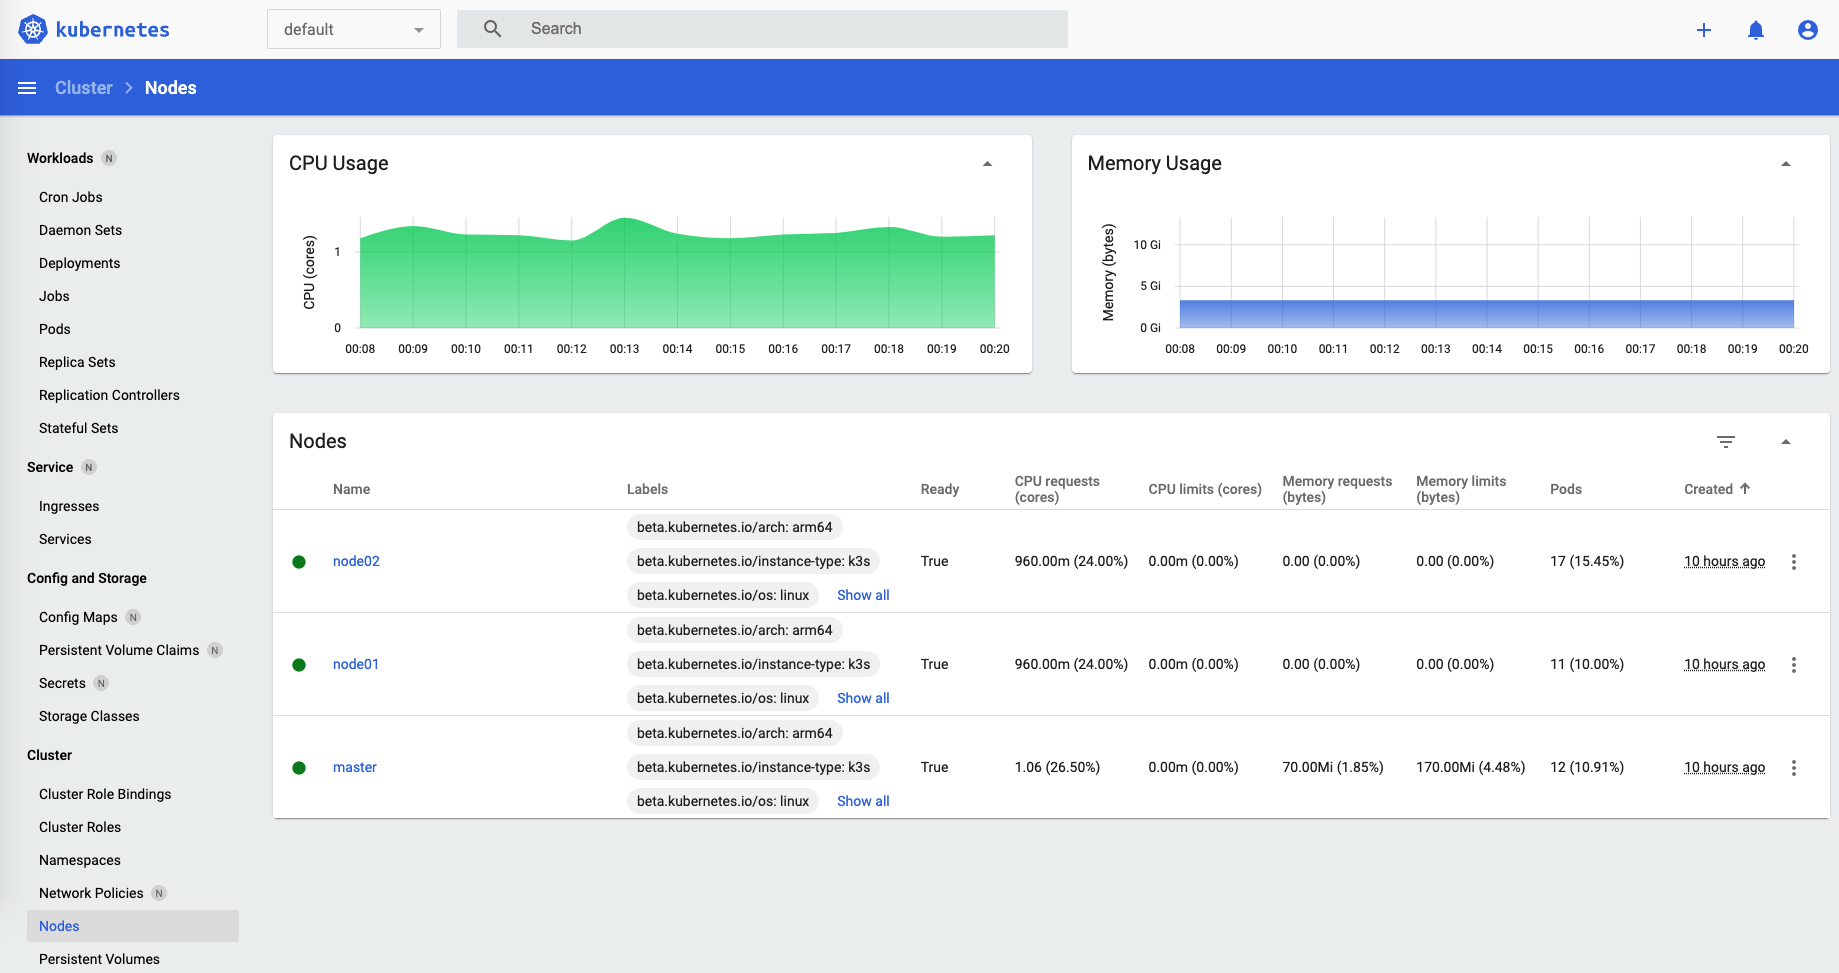 kubernetes
default
Search
Cluster
Nodes
Workloads N
Cron Jobs
Daemon Sets
Deployments
Jobs
Pods
Replica Sets
Replication Controllers
Stateful Sets
Service N
Ingresses
Services
Config and Storage
Config Maps N
Persistent Volume Claims N
Secrets N
Storage Classes
Cluster
Cluster Role Bindings
Cluster Roles
Namespaces
Network Policies N
Nodes
Persistent Volumes
CPU Usage
CPU (cores)
1
0
00:08 00:09 00:10 00:11 00:12 00:13 00:14 00:15 00:16 00:17 00:18 00:19 00:20
Memory Usage
Memory (bytes)
10 Gi
5 Gi
0 Gi
00:08 00:09 00:10 00:11 00:12 00:13 00:14 00:15 00:16 00:17 00:18 00:19 00:20
Nodes
Name
Labels
Ready
CPU requests
(cores)
CPU limits (cores)
Memory requests
(bytes)
Memory limits
(bytes)
Pods
Created
beta.kubernetes.io/arch: arm64
node02 beta.kubernetes.io/instance-type: k3s True 960.00m (24.00%) 0.00m (0.00%) 0.00 (0.00%) 0.00 (0.00%) 17 (15.45%) 10 hours ago
beta.kubernetes.io/os: linux Show all
beta.kubernetes.io/arch: arm64
node01 beta.kubernetes.io/instance-type: k3s True 960.00m (24.00%) 0.00m (0.00%) 0.00 (0.00%) 0.00 (0.00%) 11 (10.00%) 10 hours ago
beta.kubernetes.io/os: linux Show all
beta.kubernetes.io/arch: arm64
master beta.kubernetes.io/instance-type: k3s True 1.06 (26.50%) 0.00m (0.00%) 70.00Mi (1.85%) 170.00Mi (4.48%) 12 (10.91%) 10 hours ago
beta.kubernetes.io/os: linux Show all